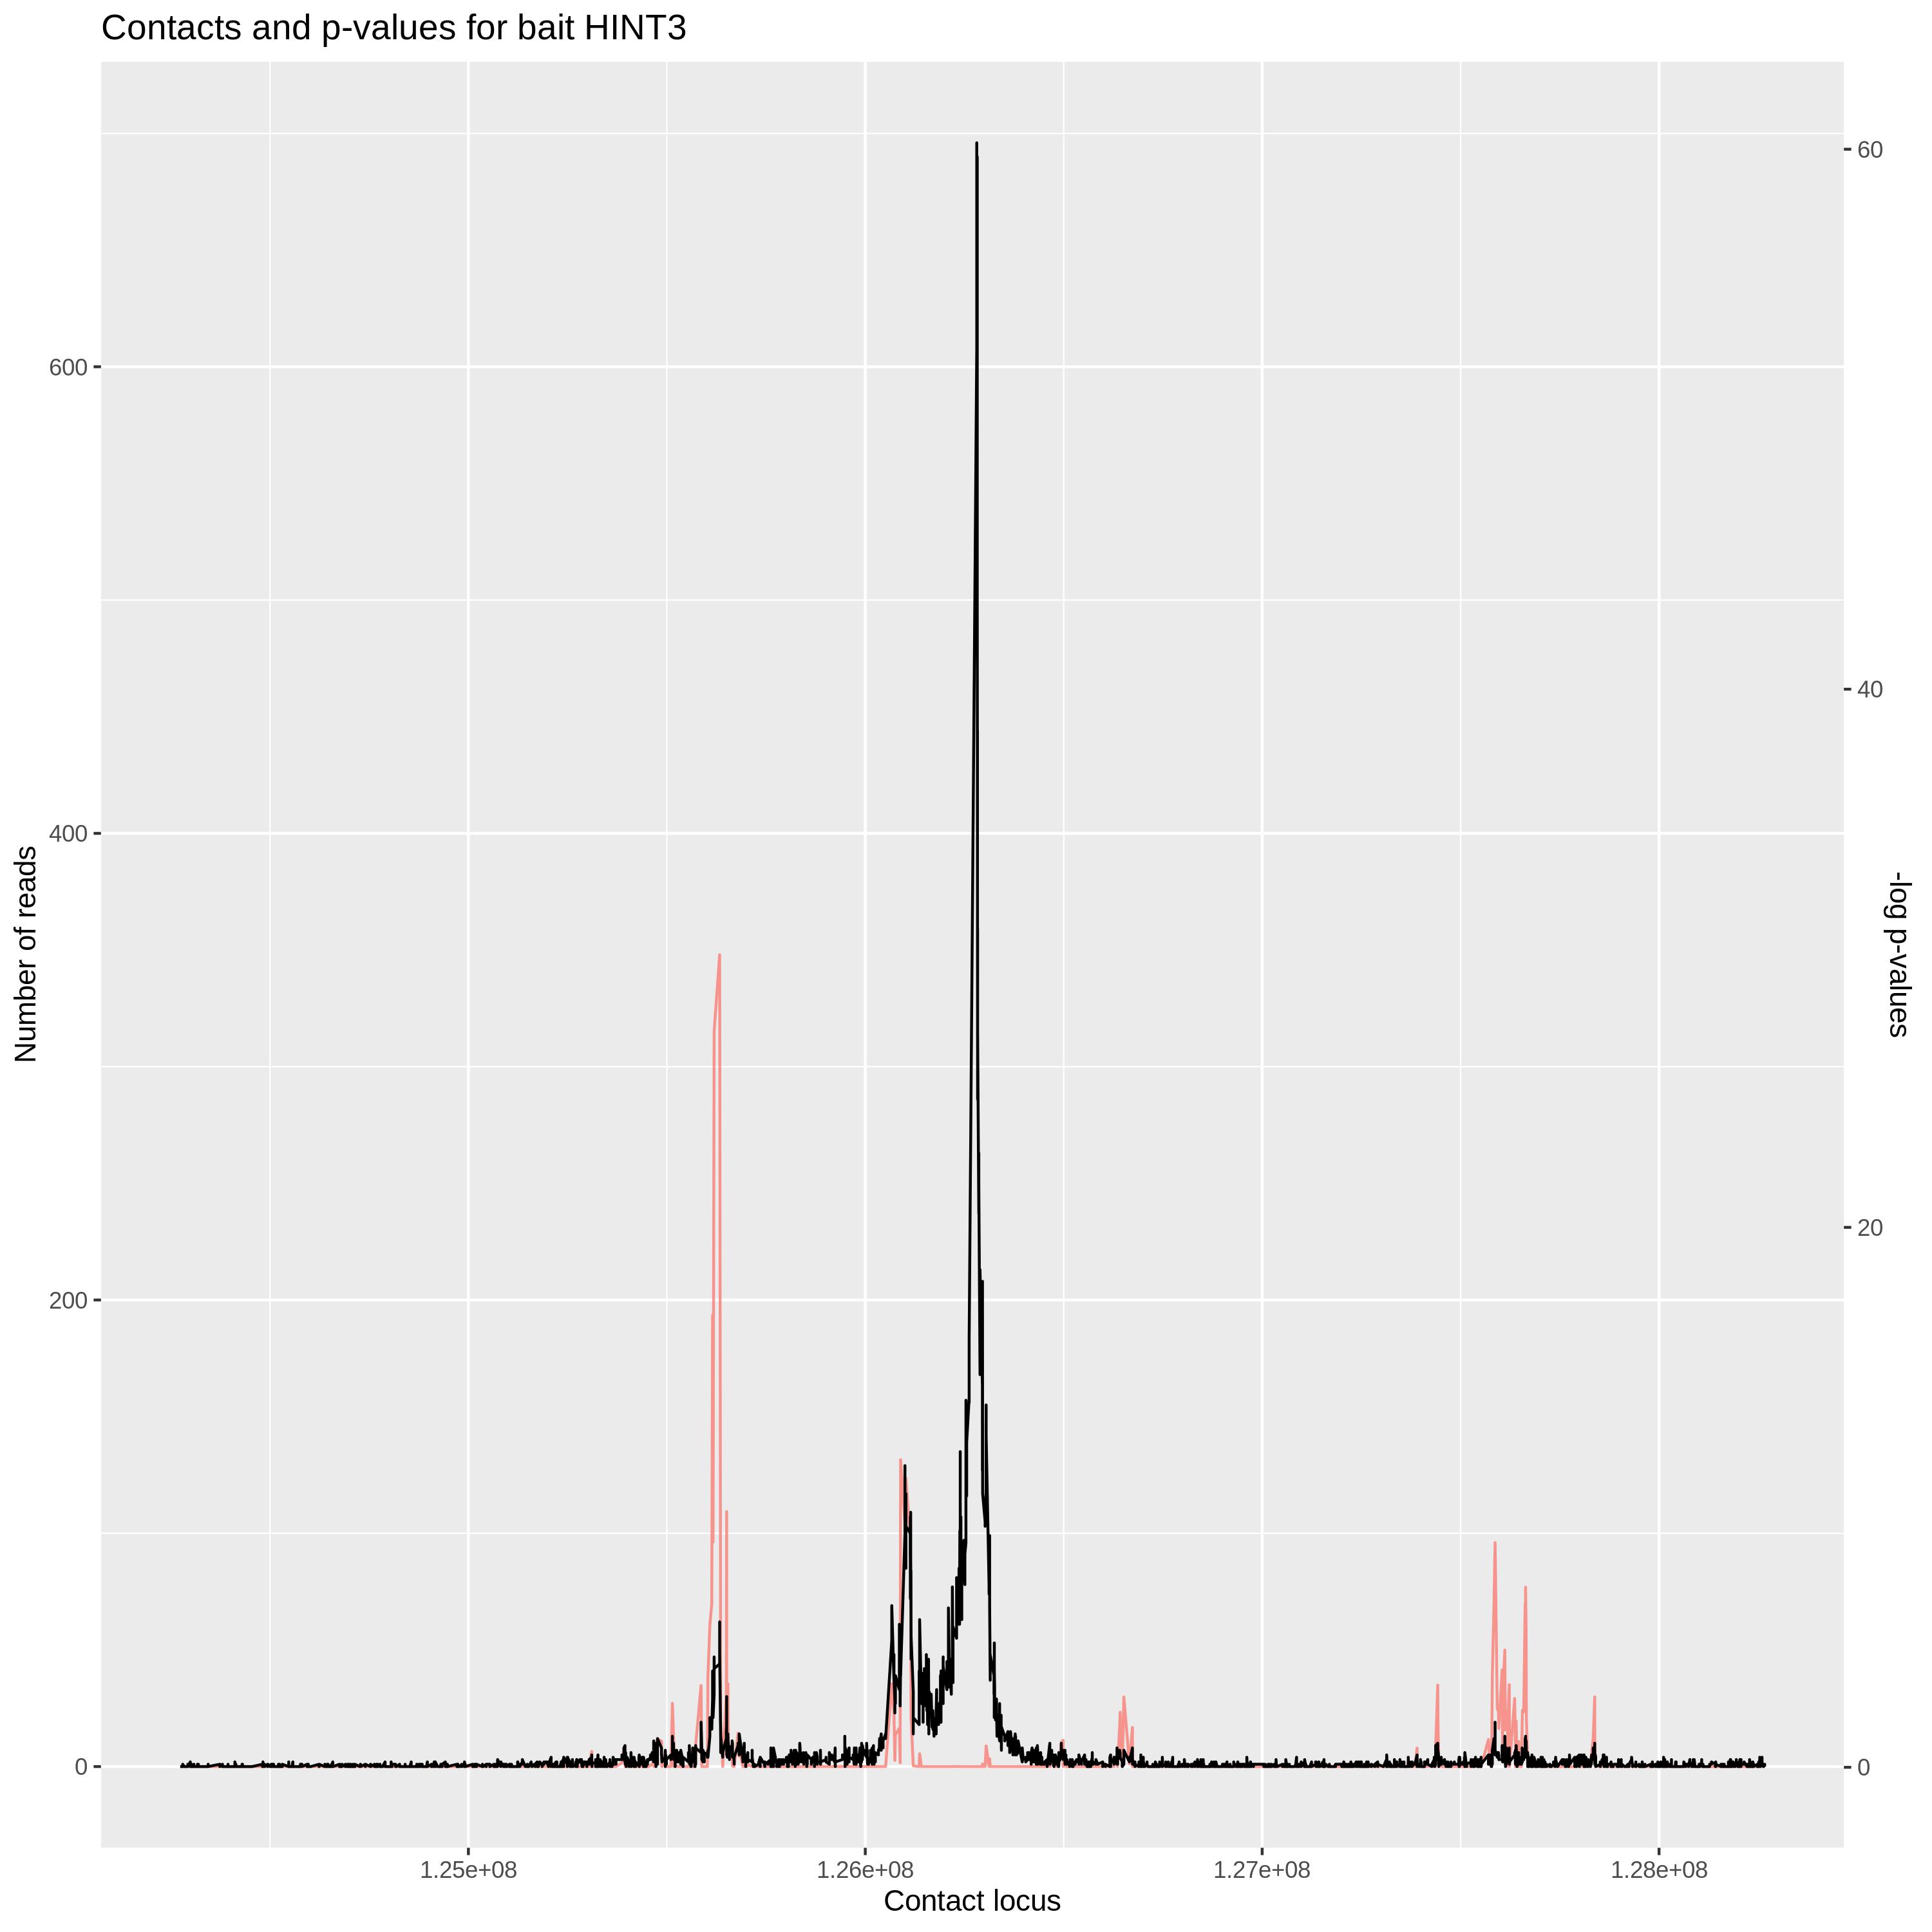 Contacts and p-values for bait HINT3
Number of reads
600
400
200
0
60
40
20
0
-log p-values
1.25e+08
1.26e+08
1.27e+08
1.28e+08
Contact locus